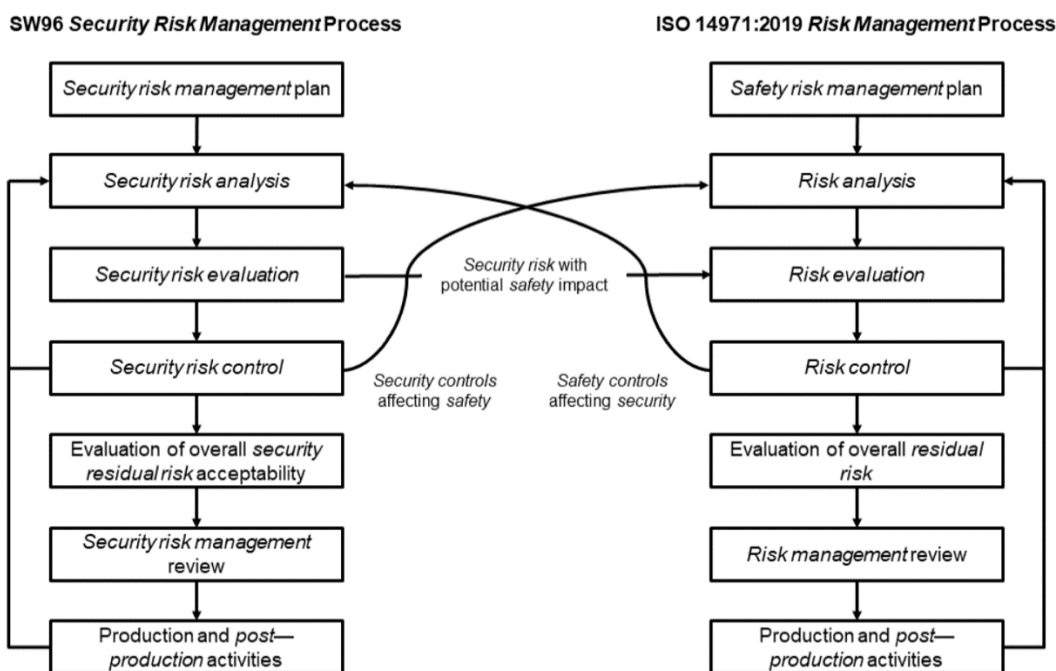 SW96 Security Risk Management Process
Security risk management plan
Security risk analysis
Security risk evaluation
Security risk control
Evaluation of overall security
residual risk acceptability
Security risk management
review
Production and post—
production activities
Security risk with
potential safety impact
Security controls
affecting safety
Safety controls
affecting security
ISO 14971:2019 Risk Management Process
Safety risk management plan
Risk analysis
Risk evaluation
Risk control
Evaluation of overall residual
risk
Risk management review
Production and post—
production activities